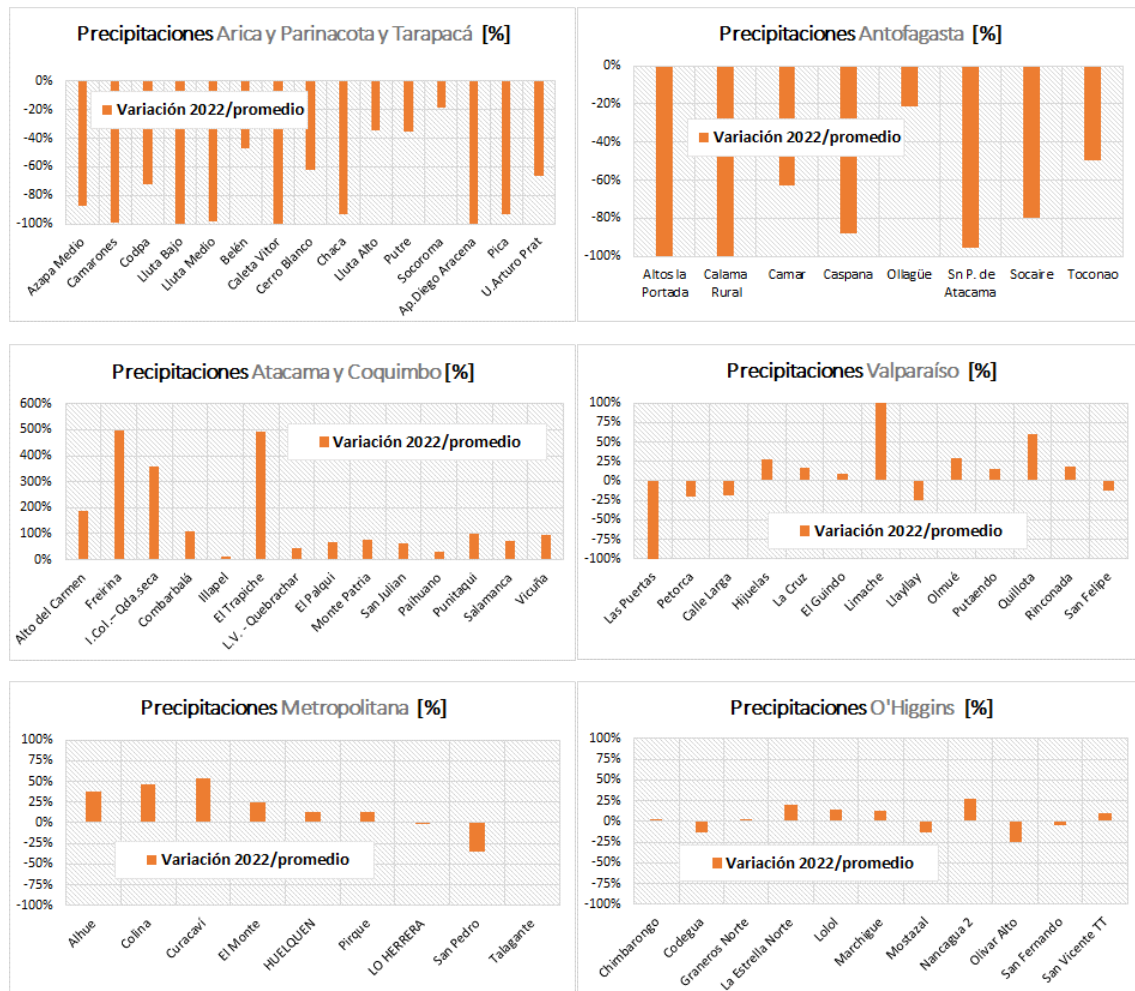 Precipitaciones Arica y Parinacota y Tarapacá [%]
0%
-20%
-40%
-60%
-80%
-100%
Variación 2022/promedio
Azapa Medio
Camarones
Codpa
Lluta Bajo
Lluta Medio
Belén
Caleta Vitor
Cerro Blanco
Chaca
Lluta Alto
Putre
Socoroma
Ap.Diego Aracena
Pica
U.Arturo Prat
Precipitaciones Antofagasta [%]
0%
-20%
-40%
-60%
-80%
-100%
Variación 2022/promedio
Altos la Portada
Calama Rural
Camar
Caspana
Ollagüe
Sn P. de Atacama
Socaire
Toconao
Precipitaciones Atacama y Coquimbo [%]
600%
500%
400%
300%
200%
100%
0%
Variación 2022/promedio
Alto del Carmen
Freirina
I.Col.– Qda.seca
Combarbalá
Illapel
El Trapiche
L.V. - Quebrachar
El Palqui
Monte Patria
San Julian
Paihuano
Punitaqui
Salamanca
Vicuña
Precipitaciones Valparaíso [%]
100%
75%
50%
25%
0%
-25%
-50%
-75%
-100%
Variación 2022/promedio
Las Puertas
Petorca
Calle Larga
Hijuelas
La Cruz
El Guindo
Limache
Llayllay
Olmué
Putaendo
Quillota
Rinconada
San Felipe
Precipitaciones Metropolitana [%]
100%
75%
50%
25%
0%
-25%
-50%
-75%
-100%
Variación 2022/promedio
Alhue
Colina
Curacaví
El Monte
HUELQUEN
Pirque
LO HERRERA
San Pedro
Talagante
Precipitaciones O'Higgins [%]
100%
75%
50%
25%
0%
-25%
-50%
-75%
-100%
Variación 2022/promedio
Chimbarongo
Codegua
Graneros Norte
La Estrella Norte
Lolol
Marchigue
Mostazal
Nancagua 2
Olivar Alto
San Fernando
San Vicente TT